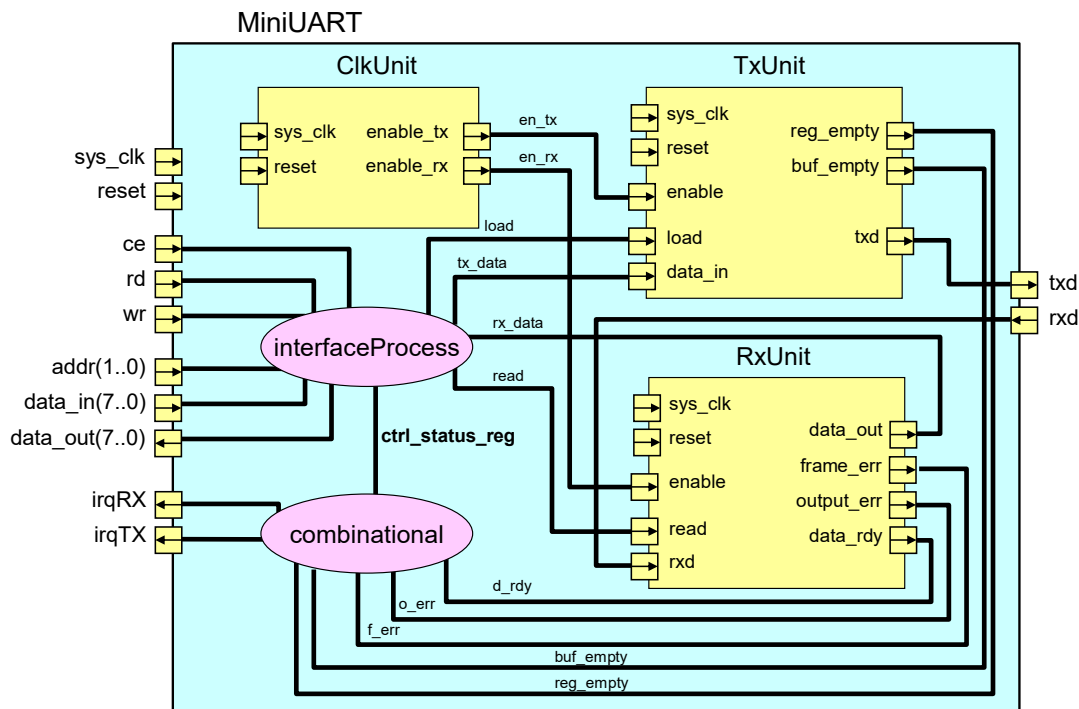 MiniUART
ClkUnit
TxUnit
sys_clk
reset
enable_tx
enable_rx
en_tx
en_rx
sys_clk
reset
enable
load
data_in
reg_empty
buf_empty
txd
sys_clk
reset
ce
rd
wr
addr(1..0)
data_in(7..0)
data_out(7..0)
irqRX
irqTX
load
tx_data
rx_data
read
interfaceProcess
ctrl_status_reg
combinational
txd
rxd
RxUnit
sys_clk
reset
enable
read
rxd
data_out
frame_err
output_err
data_rdy
d_rdy
o_err
f_err
buf_empty
reg_empty